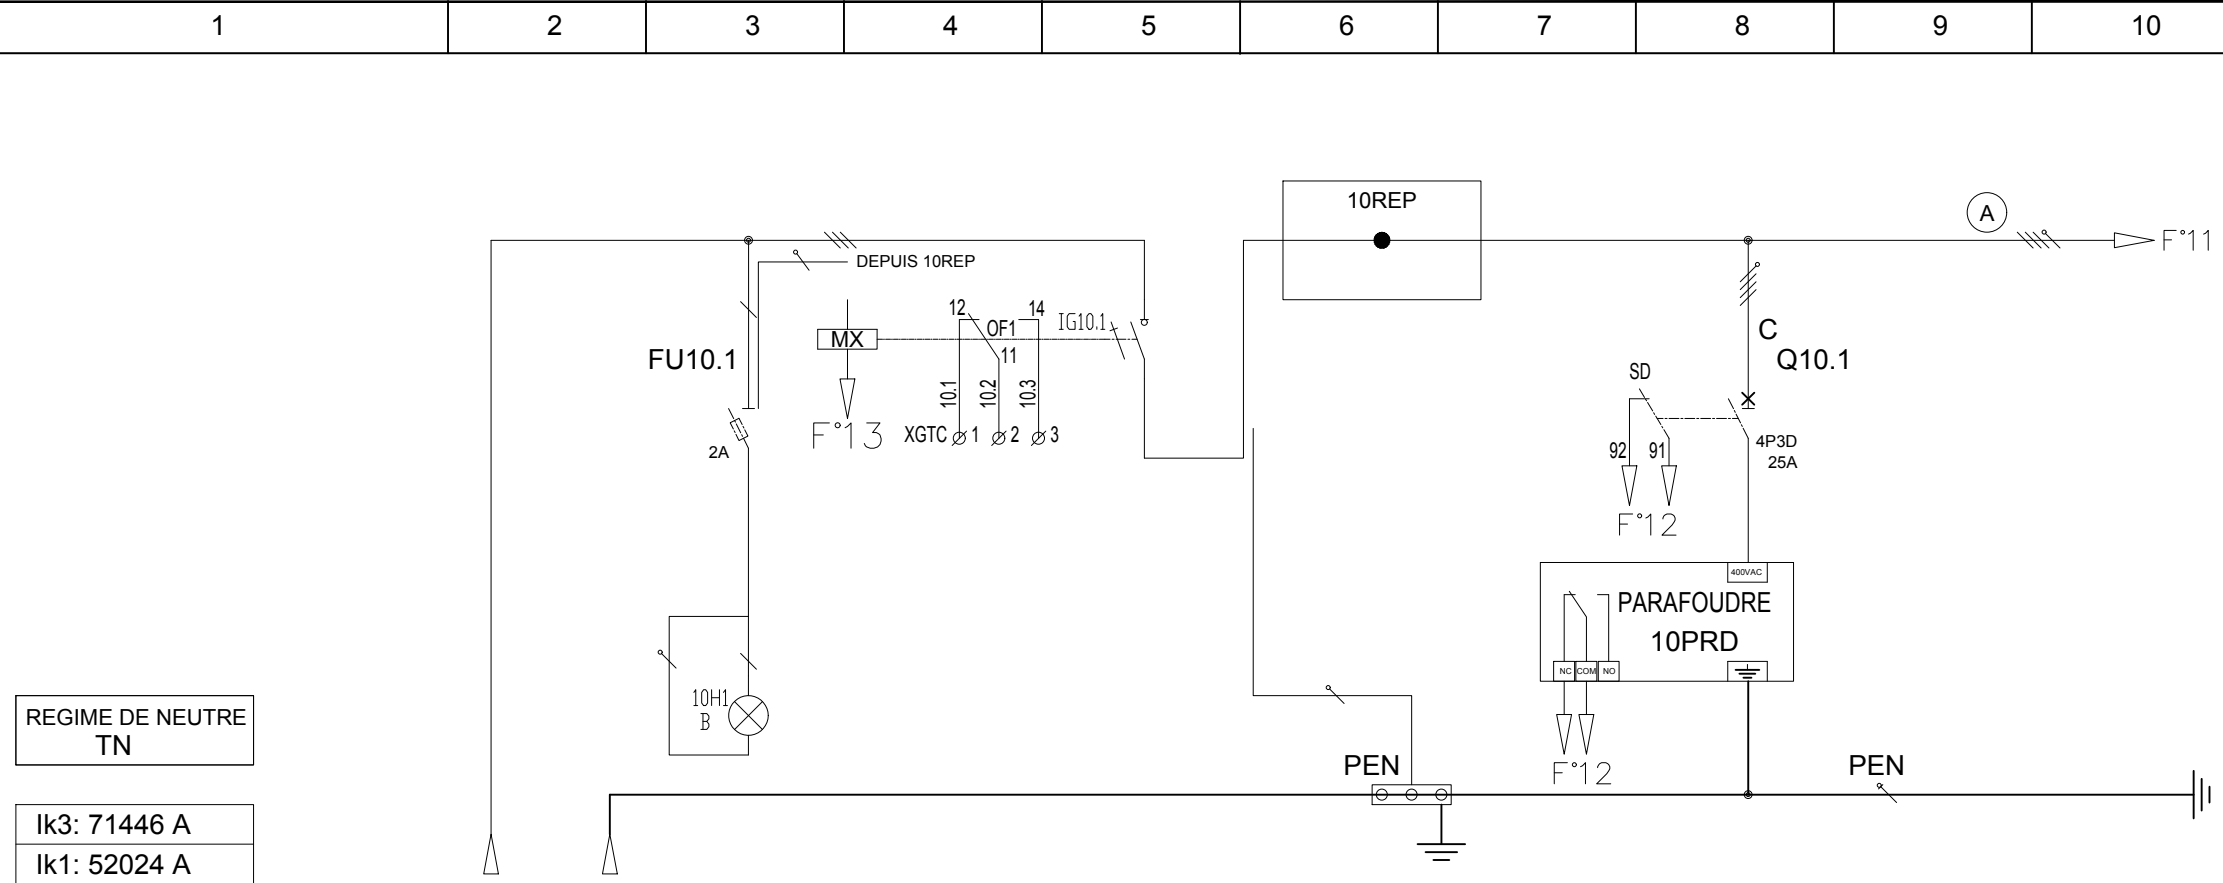 1 2 3 4 5 6 7 8 9 10
10REP
A
F°11
DEPUIS 10REP
12 14
OF1
IG10.1
MX
11
FU10.1
C
Q10.1
SD
10.1 10.2 10.3
F°13
XGTC 1 2 3
2A
92 91
4P3D
25A
F°12
400VAC
PARAFOUDRE
10PRD
NC COM NO
10H1
B
REGIME DE NEUTRE
TN
PEN
F°12
PEN
Ik3: 71446 A
Ik1: 52024 A